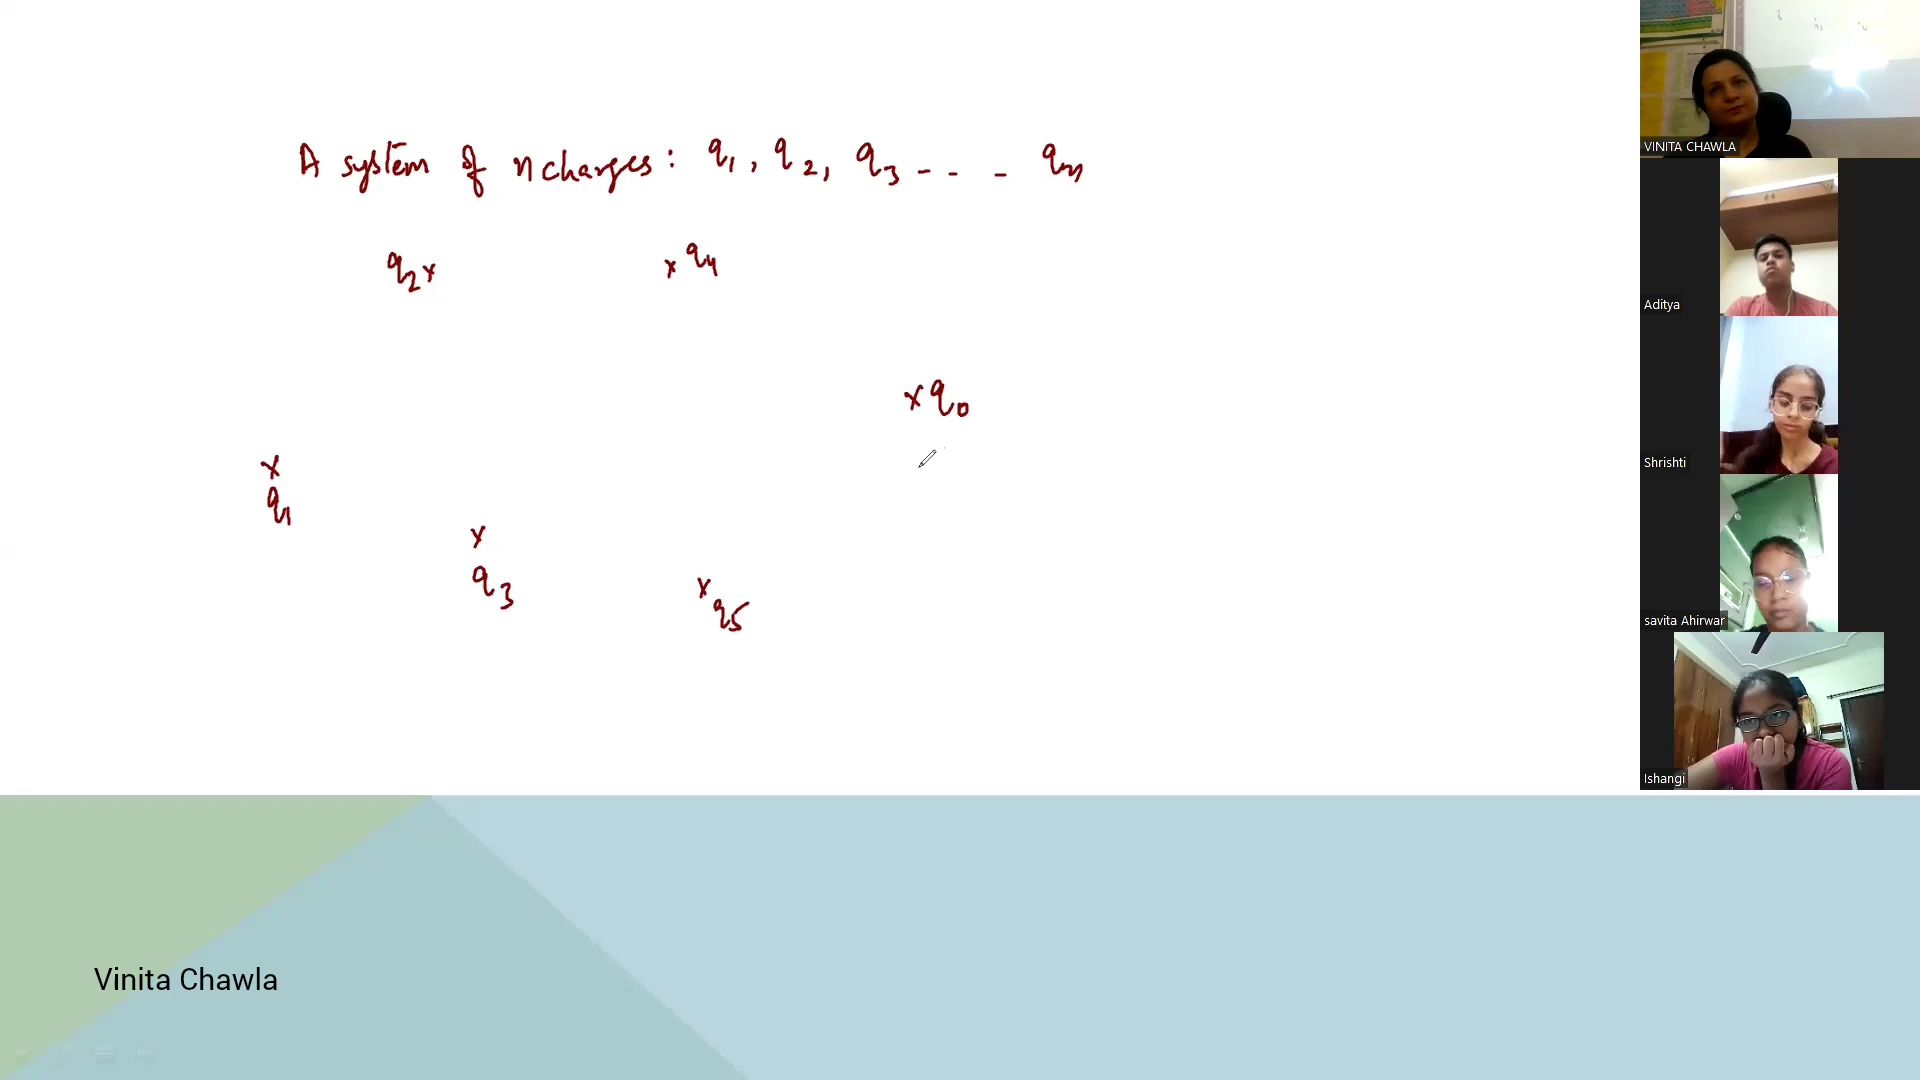 A system of n charges: q1, q2, q3 - - - qn
q2 x
x q4
x q0
x
q1
x
q3
x
q5
VINITA CHAWLA
Aditya
Shrishti
savita Ahirwar
Ishangi
Vinita Chawla